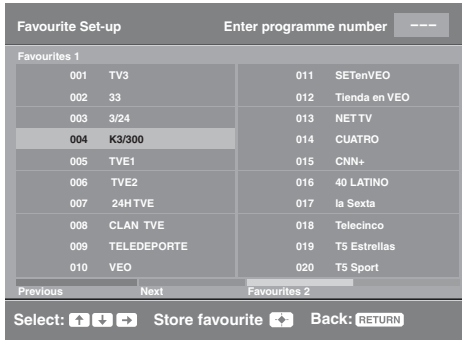 Favourite Set-up Enter programme number ---
Favourites 1
001 TV3 011 SETenVEO
002 33 012 Tienda en VEO
003 3/24 013 NET TV
004 K3/300 014 CUATRO
005 TVE1 015 CNN+
006 TVE2 016 40 LATINO
007 24H TVE 017 la Sexta
008 CLAN TVE 018 Telecinco
009 TELEDEPORTE 019 T5 Estrellas
010 VEO 020 T5 Sport
Previous Next Favourites 2
Select: ↑ ↓ → Store favourite Back: RETURN